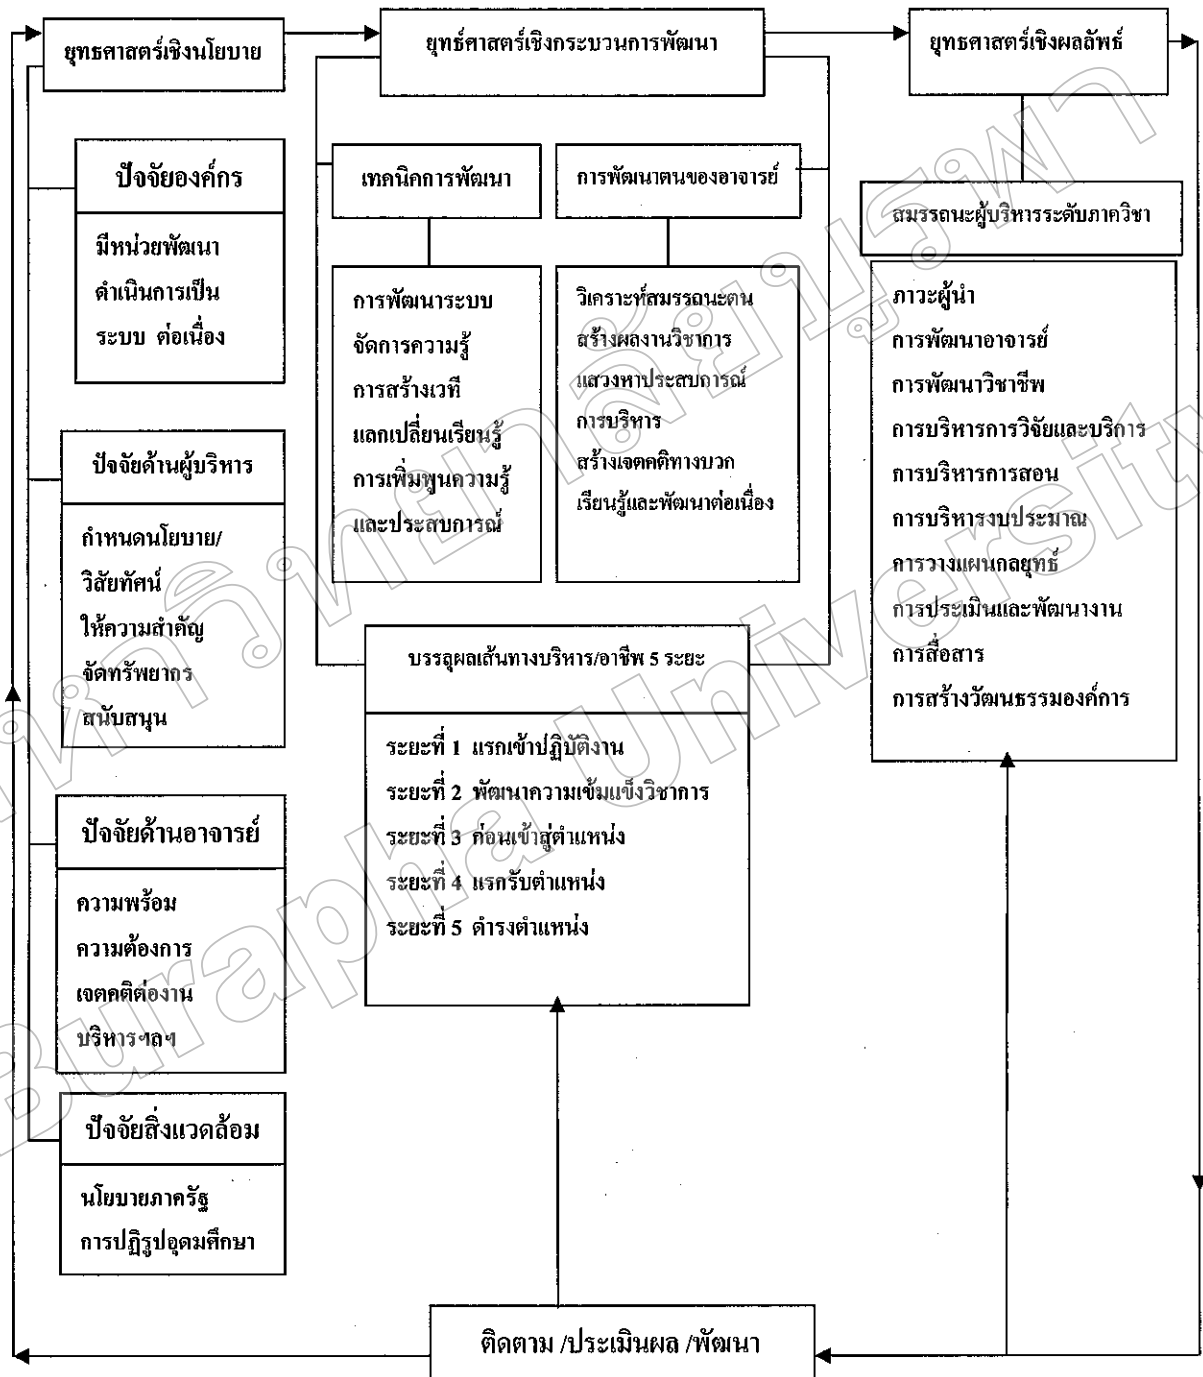 ยุทธศาสตร์เชิงนโยบาย
ยุทธ์ศาสตร์เชิงกระบวนการพัฒนา
ยุทธศาสตร์เชิงผลลัพธ์
ปัจจัยองค์กร
มีหน่วยพัฒนา
ดำเนินการเป็น
ระบบ ต่อเนื่อง
ปัจจัยด้านผู้บริหาร
กำหนดนโยบาย/
วิสัยทัศน์
ให้ความสำคัญ
จัดทรัพยากร
สนับสนุน
ปัจจัยด้านอาจารย์
ความพร้อม
ความต้องการ
เจตคติต่องาน
บริหารฯลฯ
ปัจจัยสิ่งแวดล้อม
นโยบายภาครัฐ
การปฏิรูปอุดมศึกษา
เทคนิคการพัฒนา
การพัฒนาระบบ
จัดการความรู้
การสร้างเวที
แลกเปลี่ยนเรียนรู้
การเพิ่มพูนความรู้
และประสบการณ์
การพัฒนาตนของอาจารย์
วิเคราะห์สมรรถนะตน
สร้างผลงานวิชาการ
แสวงหาประสบการณ์
การบริหาร
สร้างเจตคติทางบวก
เรียนรู้และพัฒนาต่อเนื่อง
บรรลุผลเส้นทางบริหาร/อาชีพ 5 ระยะ
ระยะที่ 1 แรกเข้าปฏิบัติงาน
ระยะที่ 2 พัฒนาความเข้มแข็งวิชาการ
ระยะที่ 3 ก่อนเข้าสู่ตำแหน่ง
ระยะที่ 4 แรกรับตำแหน่ง
ระยะที่ 5 ดำรงตำแหน่ง
สมรรถนะผู้บริหารระดับภาควิชา
ภาวะผู้นำ
การพัฒนาอาจารย์
การพัฒนาวิชาชีพ
การบริหารการวิจัยและบริการ
การบริหารการสอน
การบริหารงบประมาณ
การวางแผนกลยุทธ์
การประเมินและพัฒนางาน
การสื่อสาร
การสร้างวัฒนธรรมองค์การ
ติดตาม /ประเมินผล /พัฒนา
มหาวิทยาลัยบูรพา
Burapha University